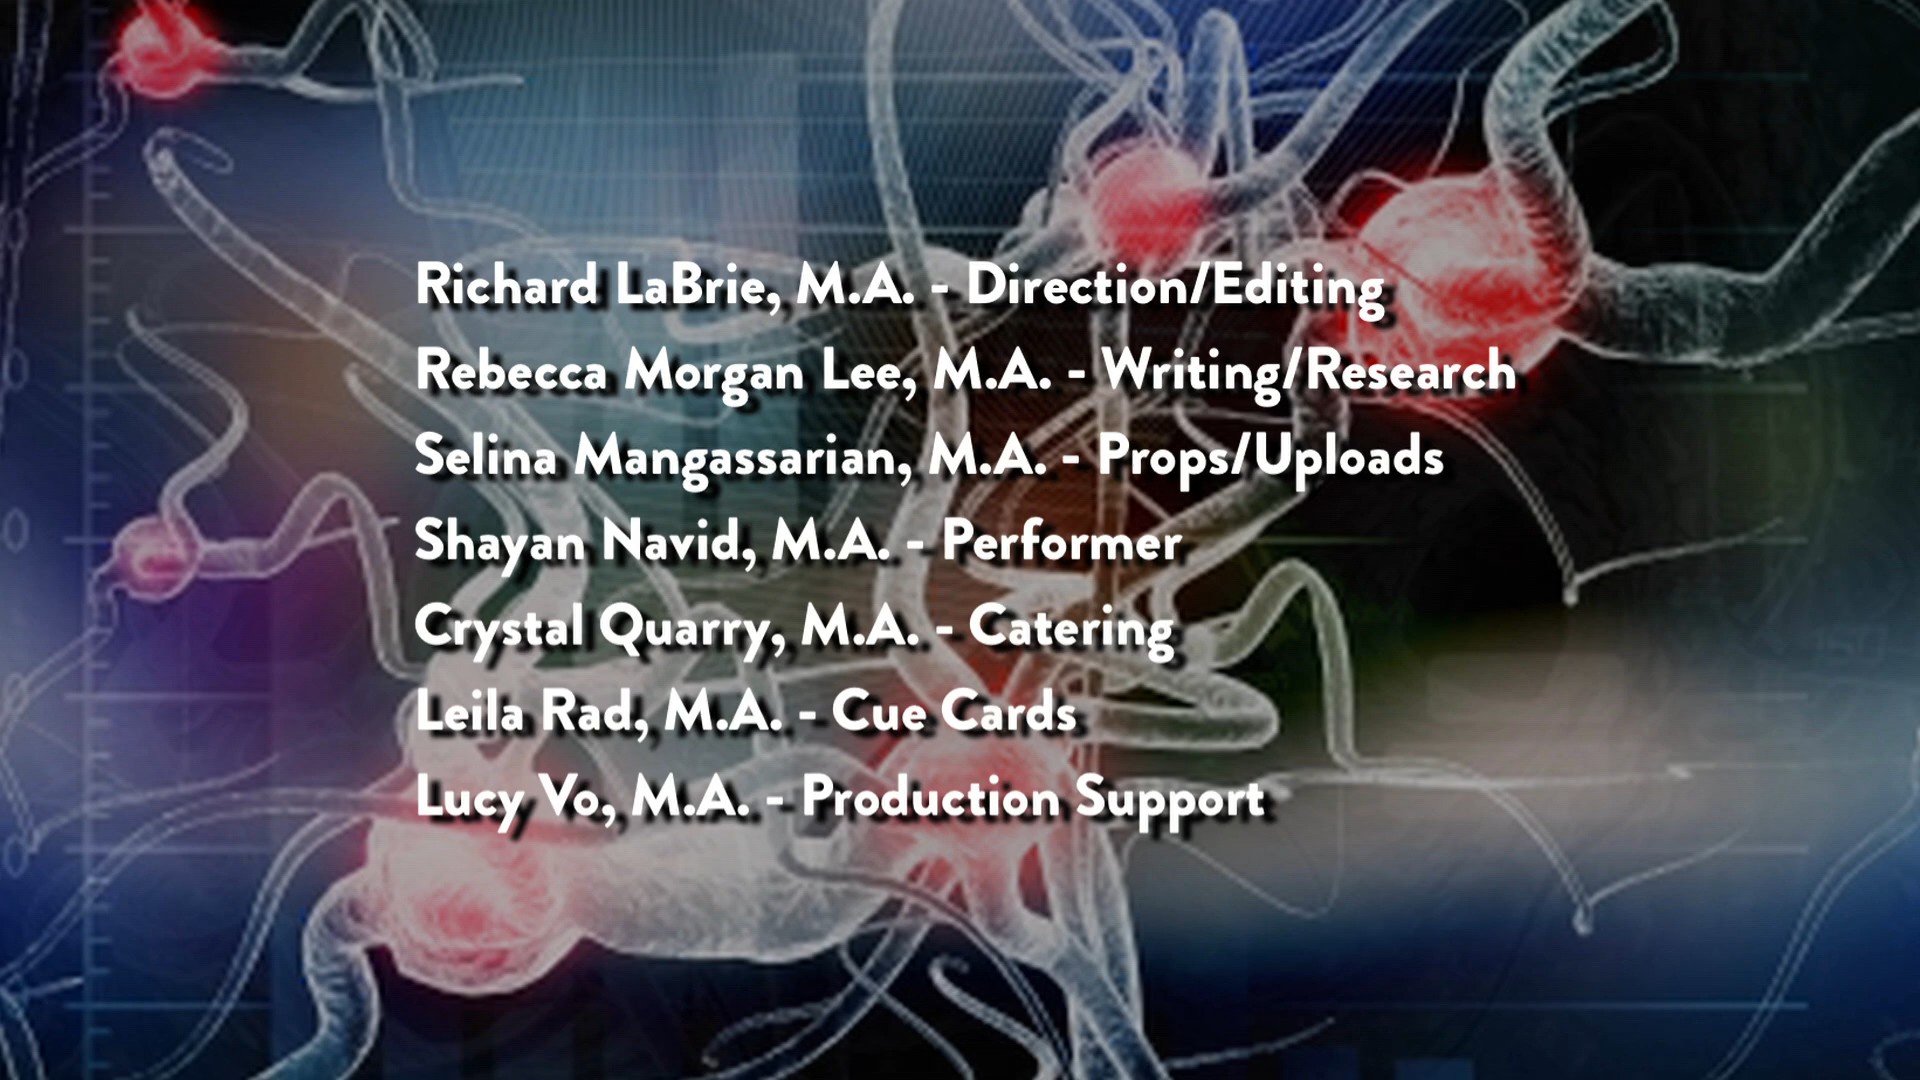 Richard LaBrie, M.A. - Direction/Editing
Rebecca Morgan Lee, M.A. - Writing/Research
Selina Mangassarian, M.A. - Props/Uploads
Shayan Navid, M.A. - Performer
Crystal Quarry, M.A. - Catering
Leila Rad, M.A. - Cue Cards
Lucy Vo, M.A. - Production Support